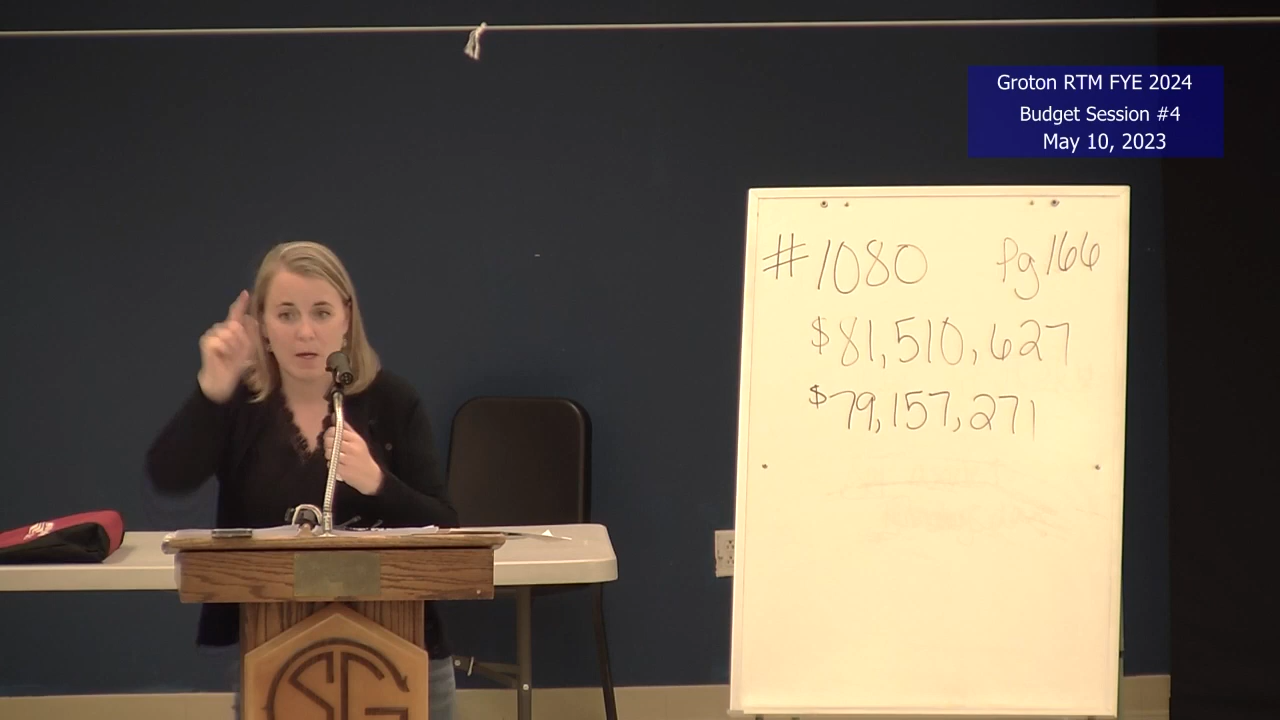 Groton RTM FYE 2024
Budget Session #4
May 10, 2023
#1080 Pg 166
$81,510,627
$79,157,271
SG